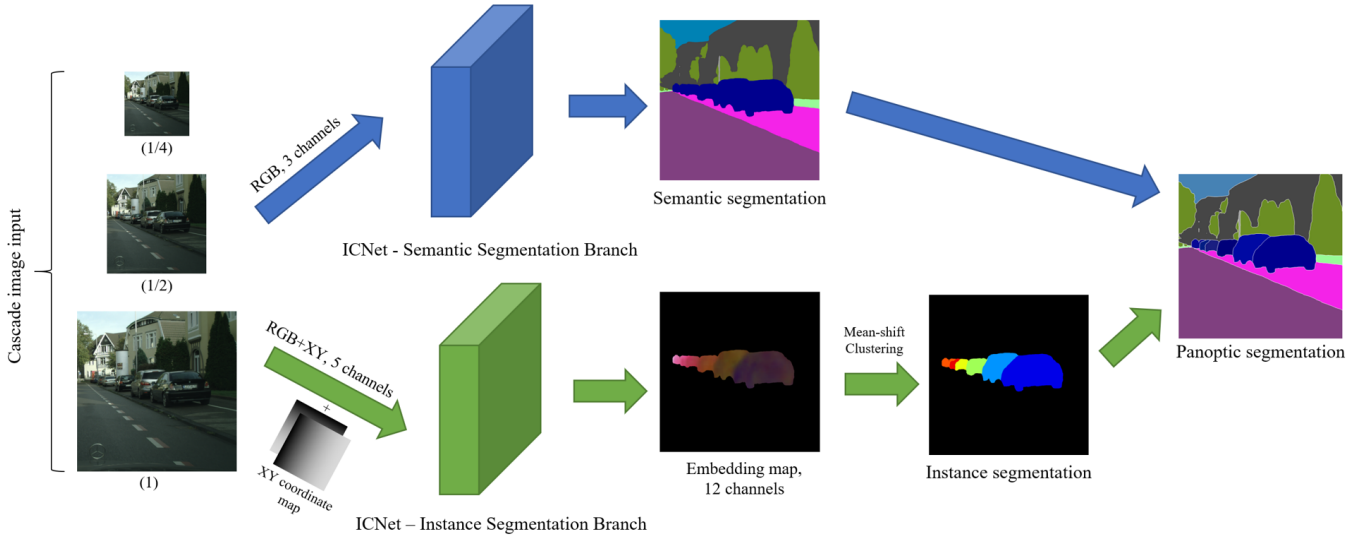 Cascade image input
(1/4)
(1/2)
(1)
RGB, 3 channels
ICNet - Semantic Segmentation Branch
Semantic segmentation
RGB+XY, 5 channels
+
XY coordinate
map
ICNet – Instance Segmentation Branch
Embedding map,
12 channels
Mean-shift
Clustering
Instance segmentation
Panoptic segmentation